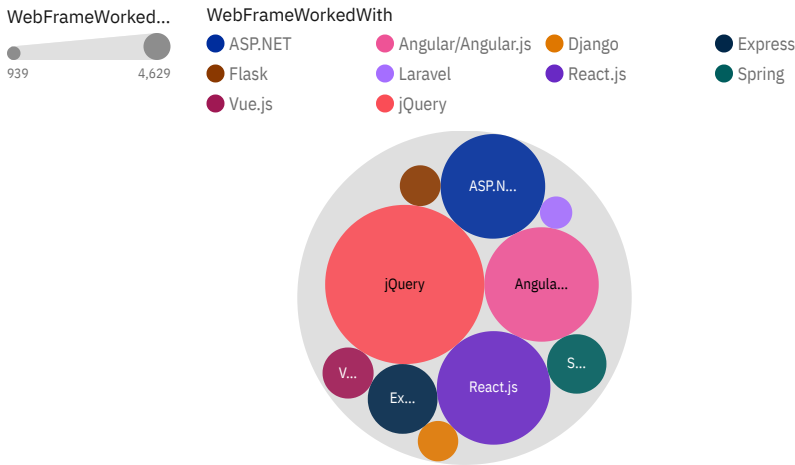 WebFrameWorked...
939
4,629
WebFrameWorkedWith
ASP.NET
Angular/Angular.js
Django
Express
Flask
Laravel
React.js
Spring
Vue.js
jQuery
ASP.N...
jQuery
Angula...
S...
V...
Ex...
React.js